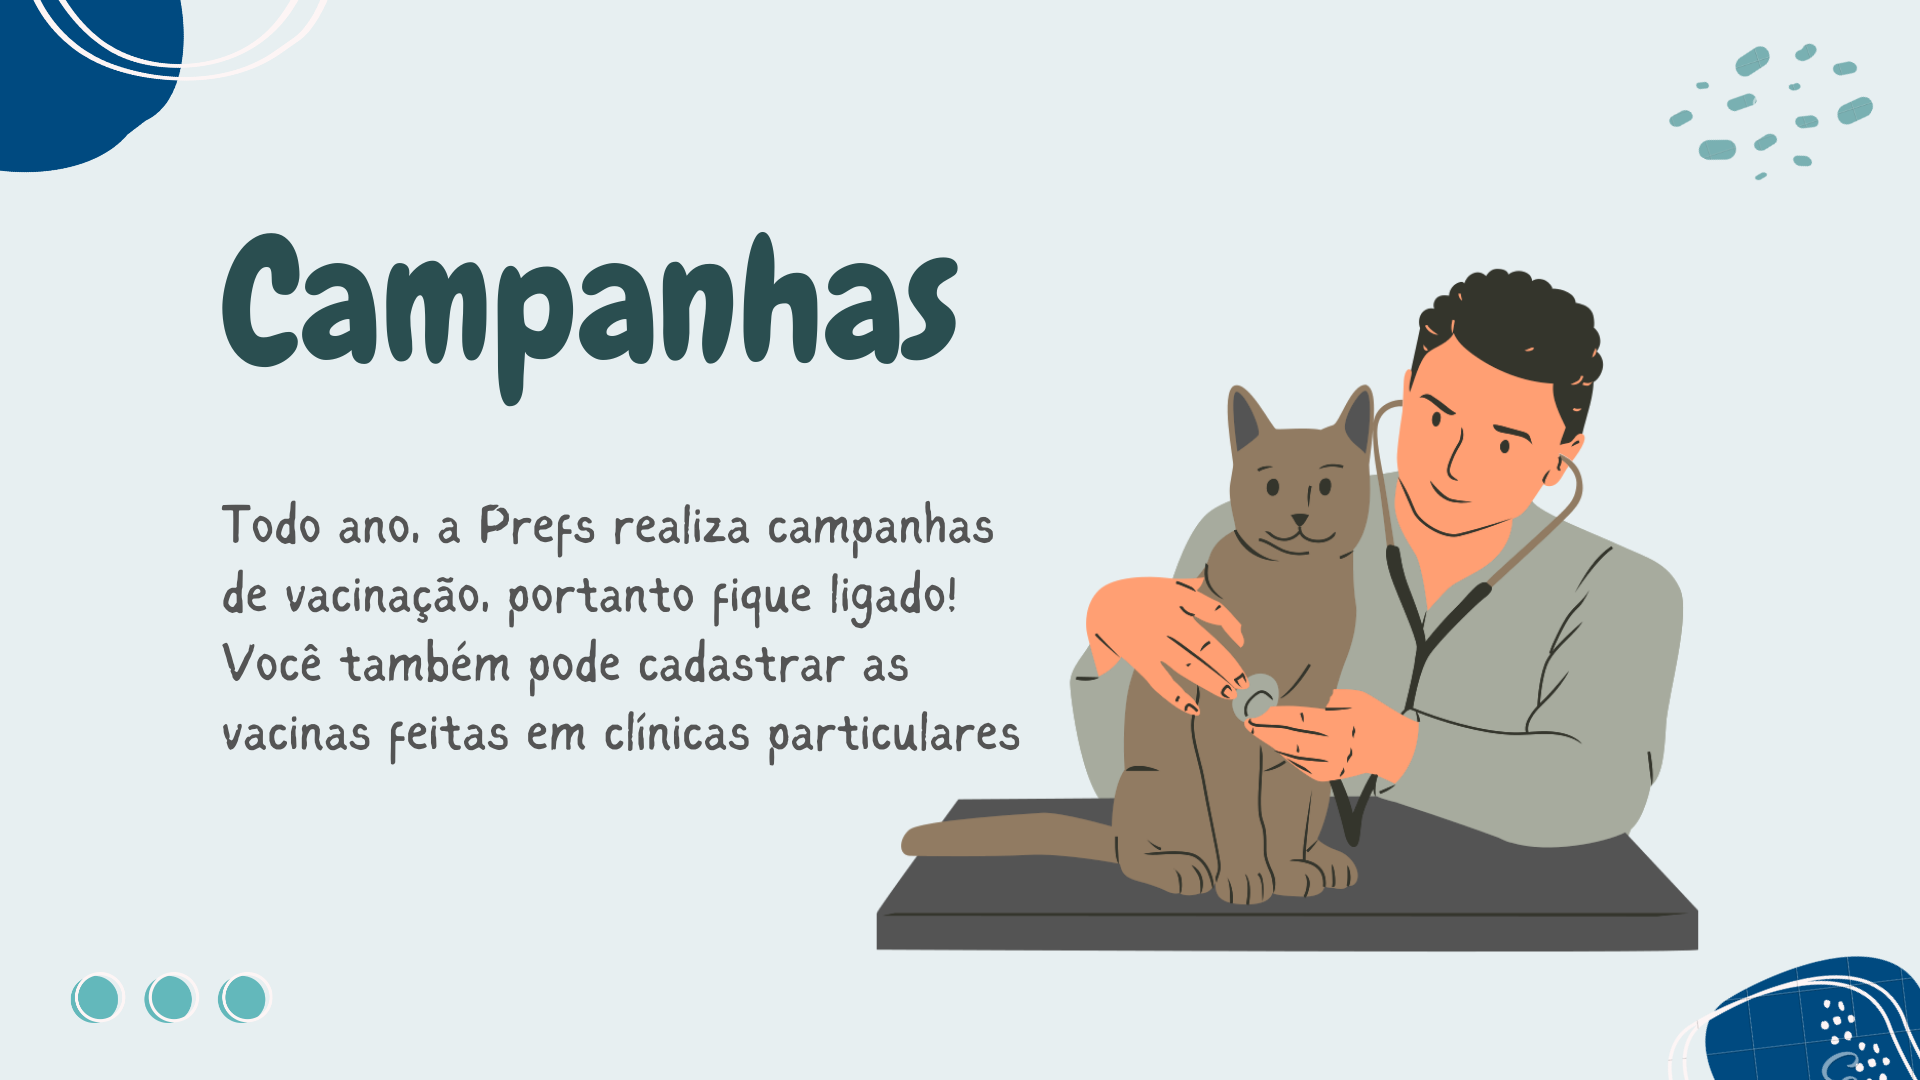 Campanhas
Todo ano, a Prefs realiza campanhas
de vacinação, portanto fique ligado!
Você também pode cadastrar as
vacinas feitas em clínicas particulares